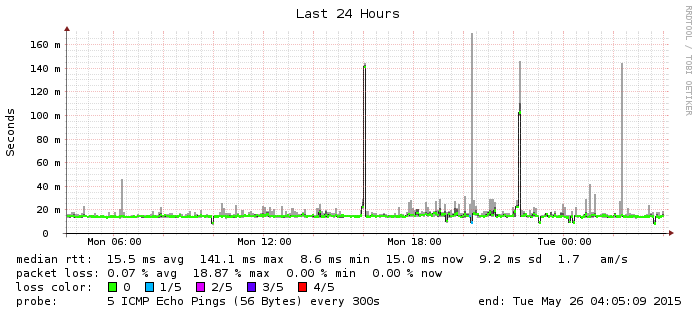 Last 24 Hours
RRDTOOL / TOBI OETIKER
Seconds
160 m
140 m
120 m
100 m
80 m
60 m
40 m
20 m
0
Mon 06:00 Mon 12:00 Mon 18:00 Tue 00:00
median rtt: 15.5 ms avg 141.1 ms max 8.6 ms min 15.0 ms now 9.2 ms sd 1.7 am/s
packet loss: 0.07 % avg 18.87 % max 0.00 % min 0.00 % now
loss color: 0 1/5 2/5 3/5 4/5
probe: 5 ICMP Echo Pings (56 Bytes) every 300s end: Tue May 26 04:05:09 2015